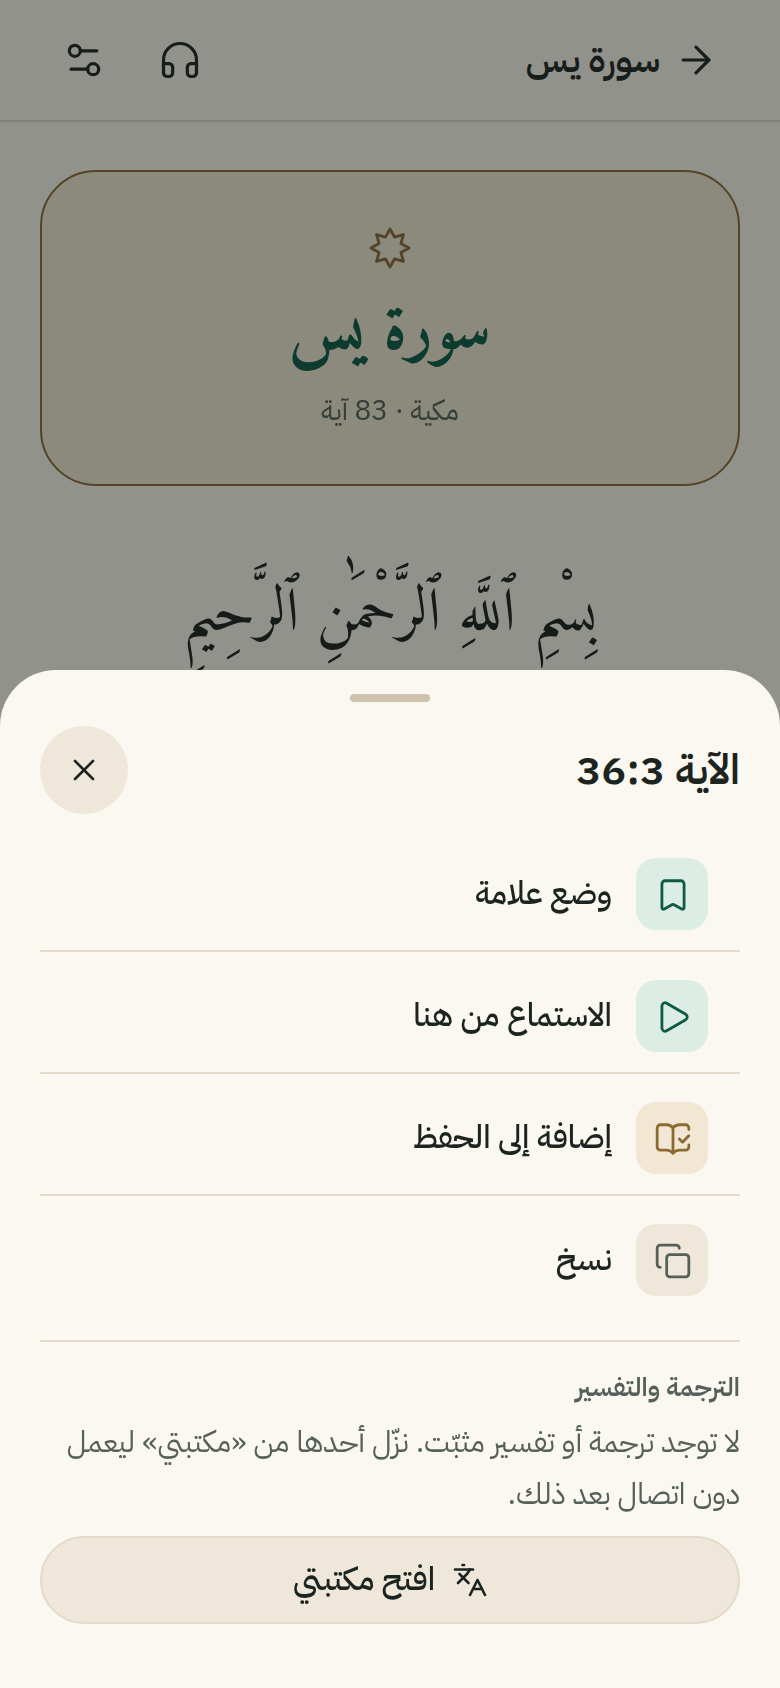 سورة يس
سورة يس
مكية · 83 آية
بِسْمِ ٱللَّهِ ٱلرَّحْمَٰنِ ٱلرَّحِيمِ
الآية 36:3
وضع علامة
الاستماع من هنا
إضافة إلى الحفظ
نسخ
الترجمة والتفسير
لا توجد ترجمة أو تفسير مثبّت. نزّل أحدها من «مكتبتي» ليعمل
دون اتصال بعد ذلك.
افتح مكتبتي